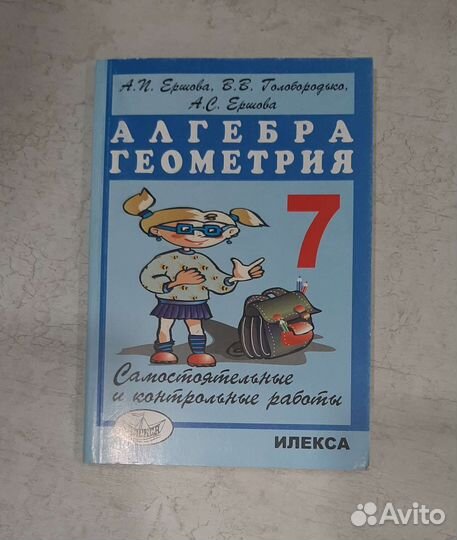 А.П. Ершова, В.В. Голобородько,
А.С. Ершова
АЛГЕБРА
ГЕОМЕТРИЯ
7
Самостоятельные
и контрольные работы
ИЛЕКСА
Avito